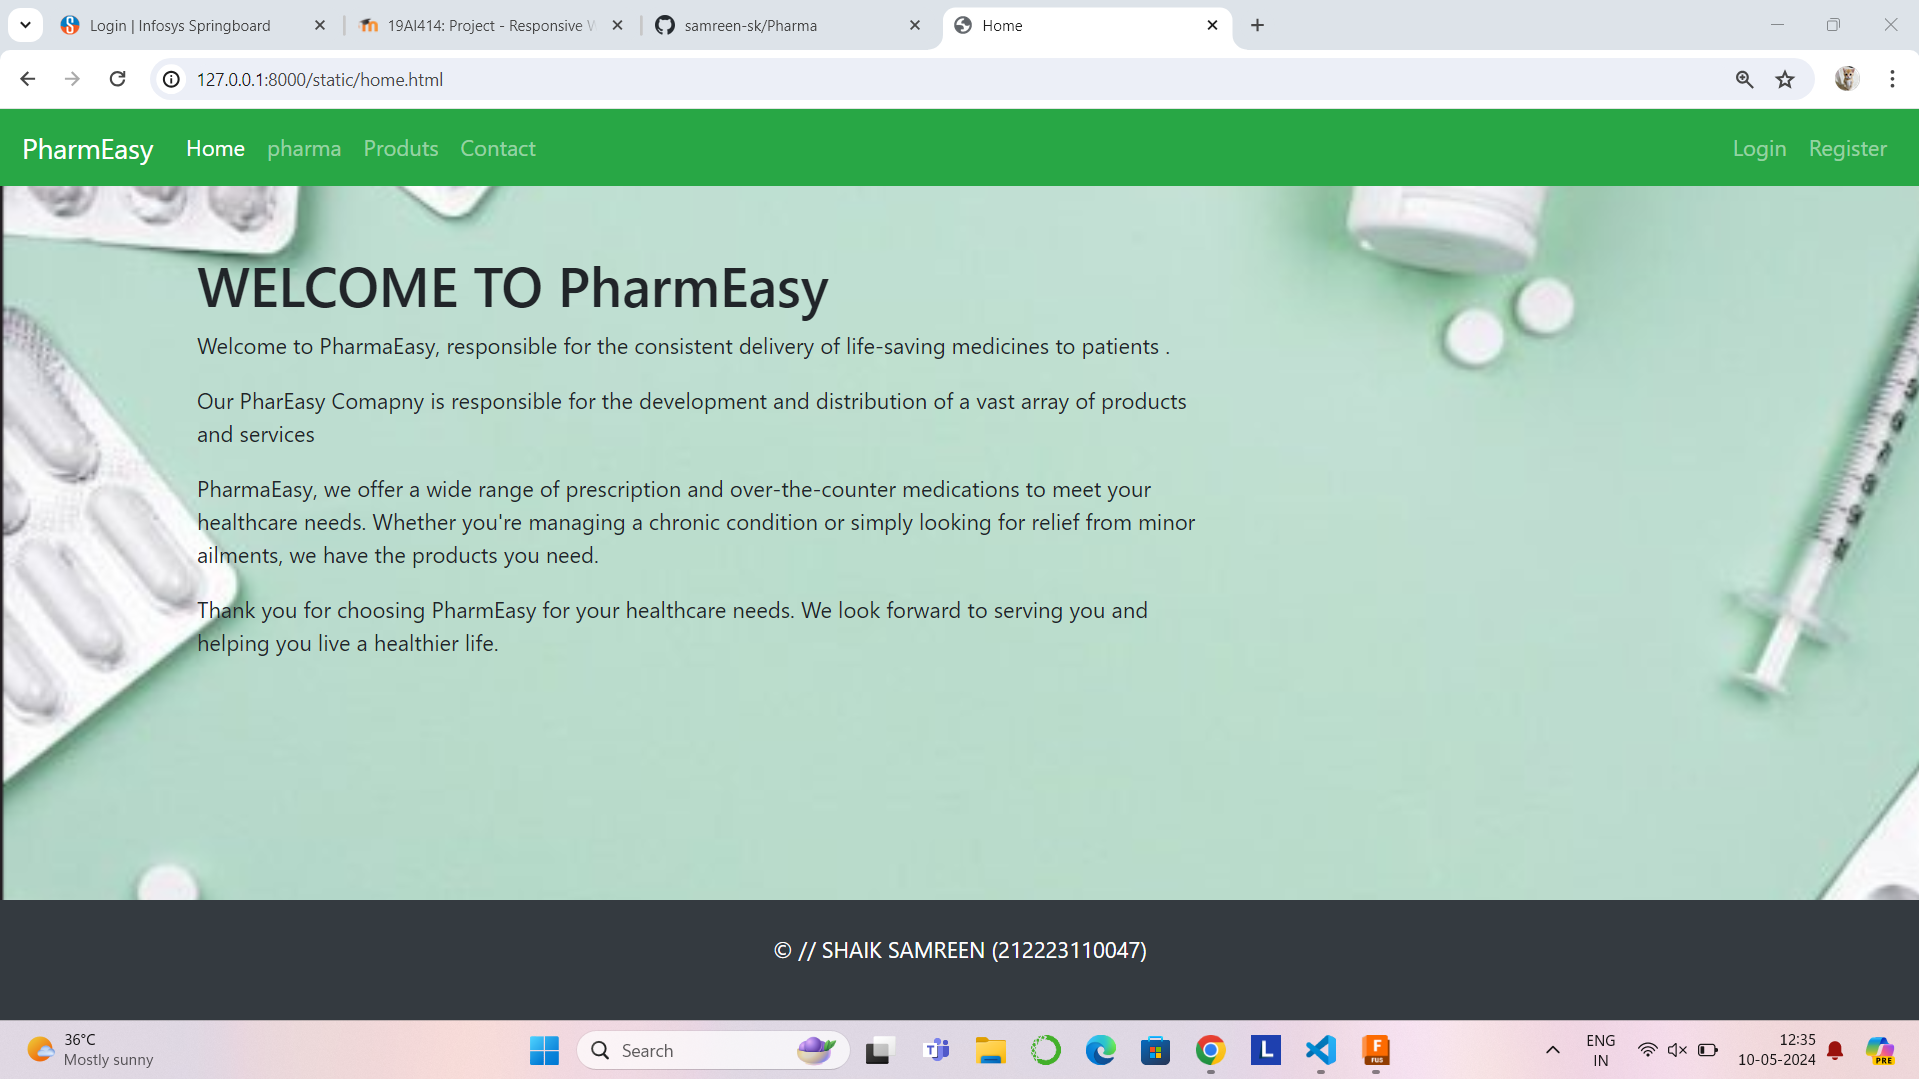 Login | Infosys Springboard
19AI414: Project - Responsive W
samreen-sk/Pharma
Home
127.0.0.1:8000/static/home.html
PharmEasy Home pharma Produts Contact Login Register
WELCOME TO PharmEasy
Welcome to PharmaEasy, responsible for the consistent delivery of life-saving medicines to patients .
Our PharEasy Comapny is responsible for the development and distribution of a vast array of products
and services
PharmaEasy, we offer a wide range of prescription and over-the-counter medications to meet your
healthcare needs. Whether you're managing a chronic condition or simply looking for relief from minor
ailments, we have the products you need.
Thank you for choosing PharmEasy for your healthcare needs. We look forward to serving you and
helping you live a healthier life.
© // SHAIK SAMREEN (212223110047)
36°C
Mostly sunny
Search
L
F
FUS
ENG
IN
12:35
10-05-2024
PRE